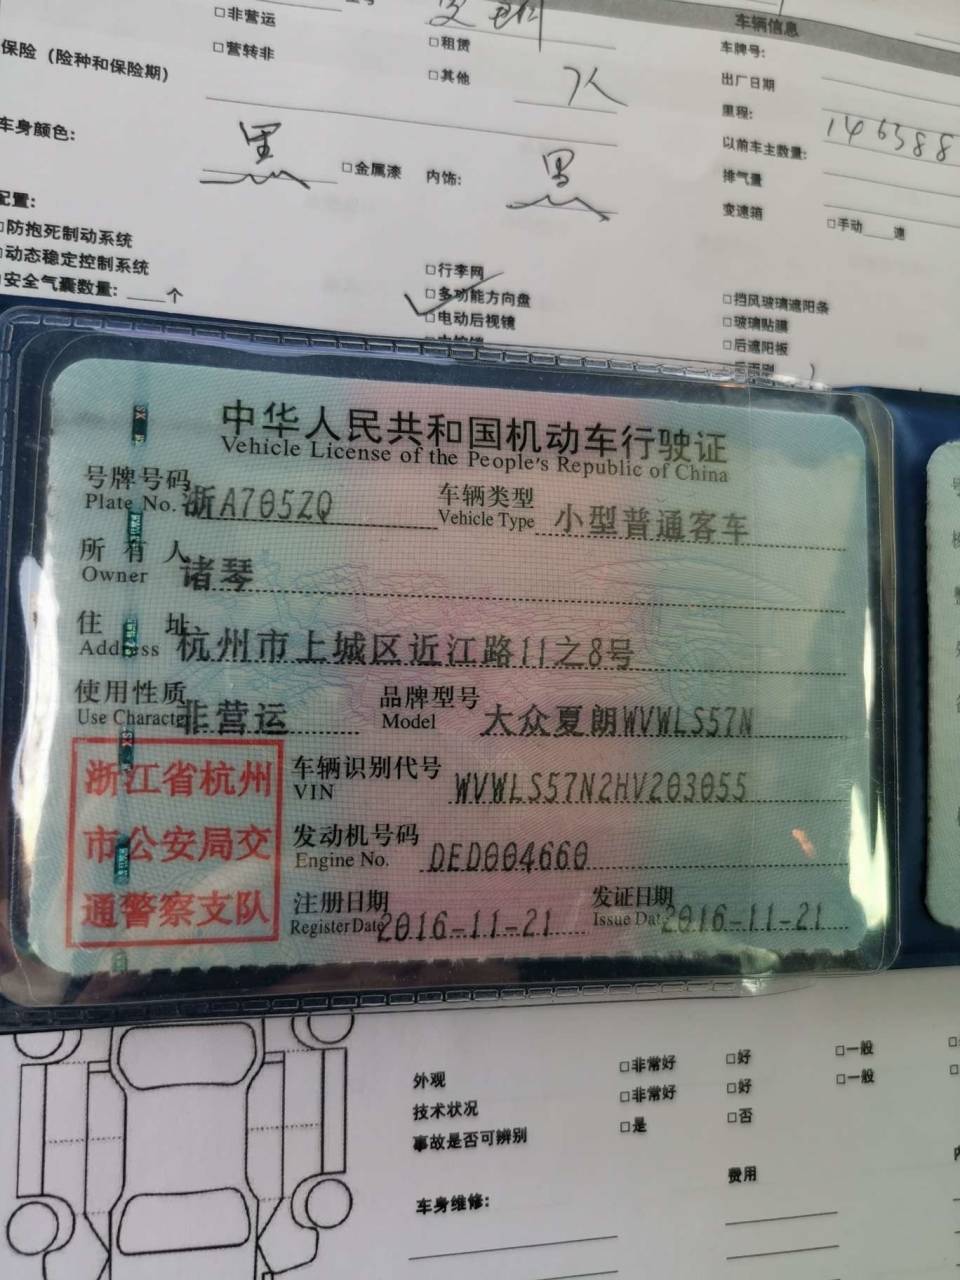 □非营运
□营转非
□租赁
□其他
人
保险（险种和保险期）
车辆信息
车牌号:
出厂日期
里程: 146388
以前车主数量:
排气量
变速箱 □手动____速
车身颜色: 黑 □金属漆 内饰: 黑
配置:
□防抱死制动系统
□动态稳定控制系统
□安全气囊数量: ____个
□行李网
□多功能方向盘
□电动后视镜
□挡风玻璃遮阳条
□玻璃贴膜
□后遮阳板
中华人民共和国机动车行驶证
Vehicle License of the People's Republic of China
号牌号码 浙A705ZQ 车辆类型 小型普通客车
Plate No. Vehicle Type
所有人 诸琴
Owner
住址 杭州市上城区近江路11之8号
Address
使用性质 非营运 品牌型号 大众夏朗WVWLS57N
Use Character Model
浙江省杭州
市公安局交
通警察支队
车辆识别代号 WVWLS57N2HV203055
VIN
发动机号码 DED004660
Engine No.
注册日期 2016-11-21 发证日期 2016-11-21
Register Date Issue Date
外观 □非常好 □好 □一般
技术状况 □非常好 □好 □一般
事故是否可辨别 □是 □否
费用
车身维修: